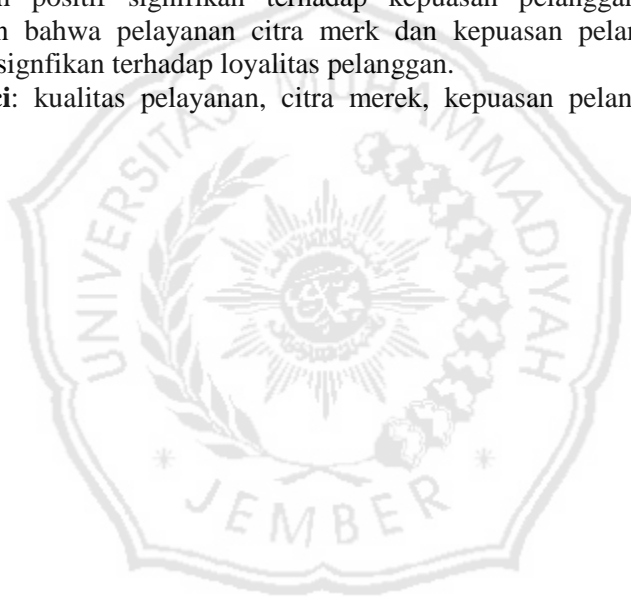 n positif signifikan terhadap kepuasan pelanggan
n bahwa pelayanan citra merk dan kepuasan pelan
signfikan terhadap loyalitas pelanggan.
ci: kualitas pelayanan, citra merek, kepuasan pelan
UNIVERSITAS MUHAMMADIYAH
* JEMBER *